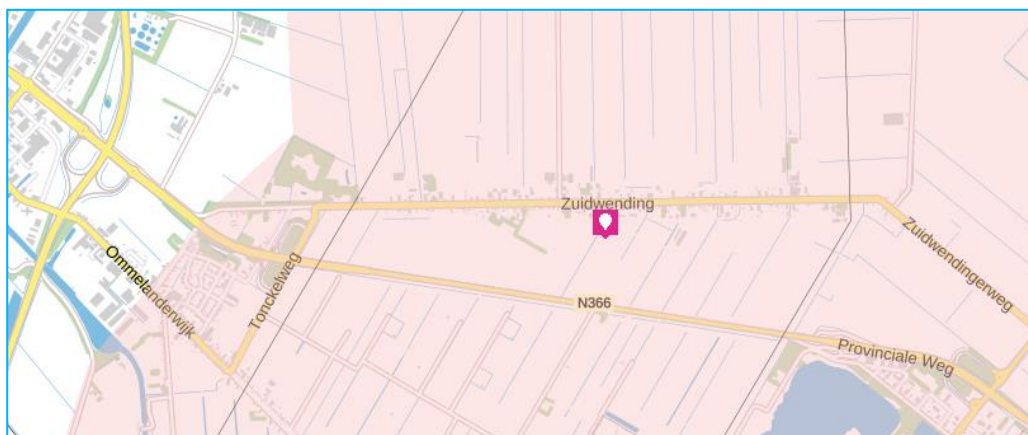 Zuidwending
Zuidwendingerweg
Ommelanderwijk
Tonckelweg
N366
Provinciale Weg